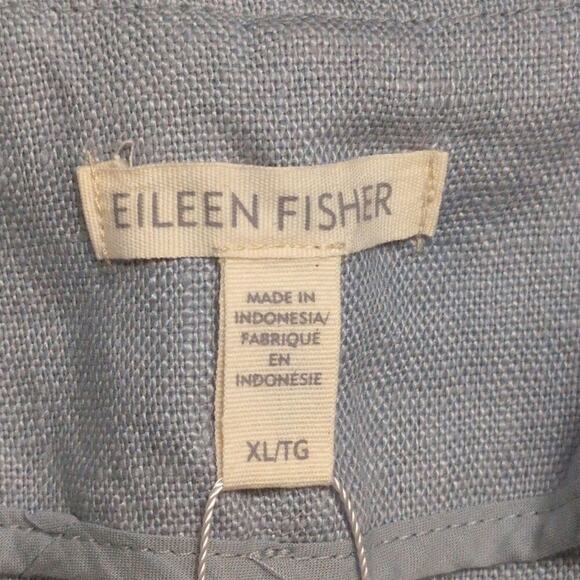 EILEEN FISHER
MADE IN
INDONESIA/
FABRIQUÉ
EN
INDONÉSIE
XL/TG